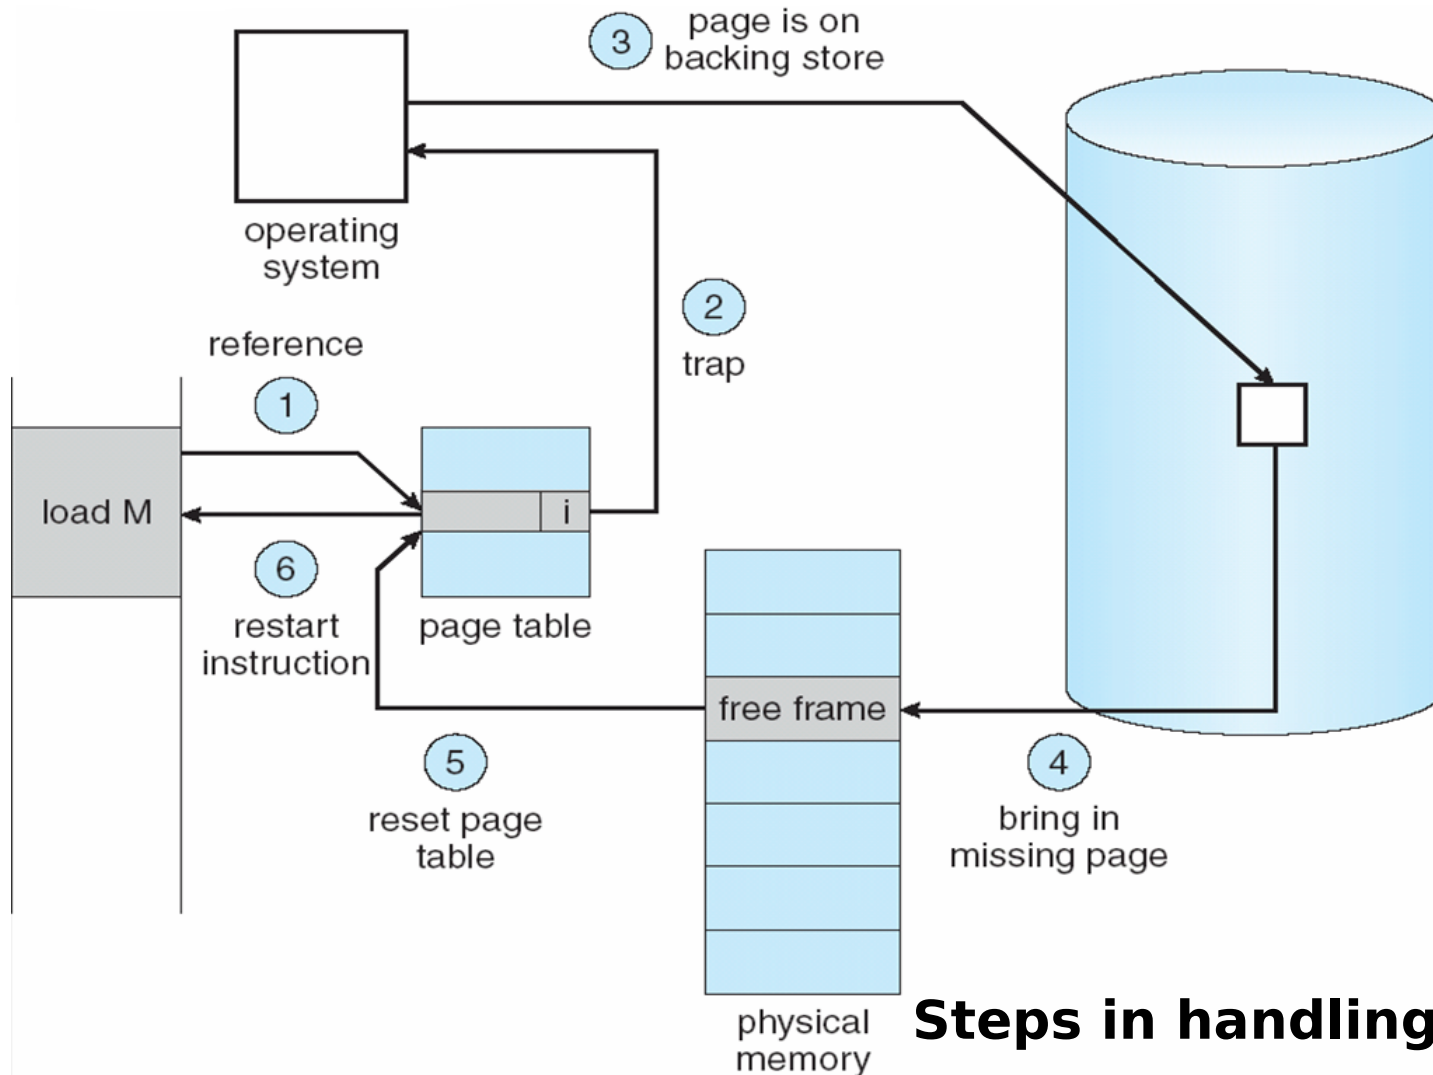 3
page is on
backing store
operating
system
2
trap
reference
1
load M
i
6
restart
instruction
page table
free frame
5
reset page
table
4
bring in
missing page
physical
memory
Steps in handling